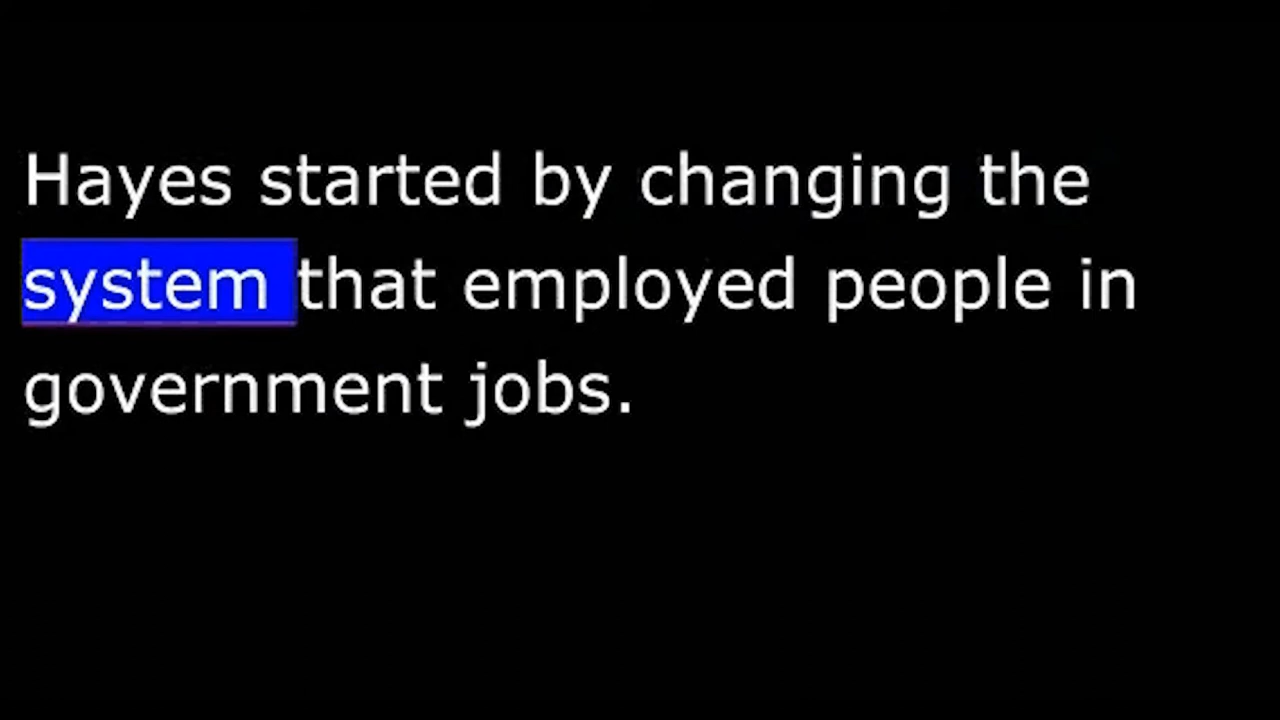 Hayes started by changing the
system that employed people in
government jobs.